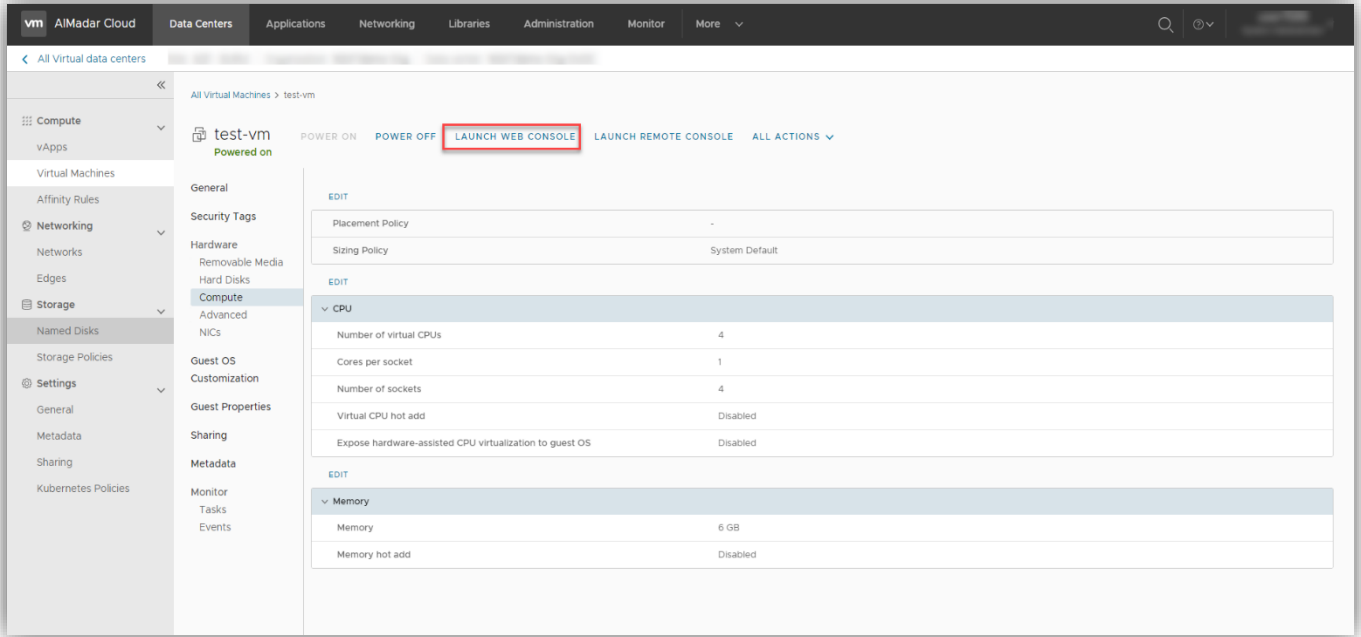 vm AlMadar Cloud Data Centers Applications Networking Libraries Administration Monitor More
All Virtual data centers
All Virtual Machines > test-vm
Compute
vApps
Virtual Machines
Affinity Rules
Networking
Networks
Edges
Storage
Named Disks
Storage Policies
Settings
General
Metadata
Sharing
Kubernetes Policies
test-vm POWER ON POWER OFF LAUNCH WEB CONSOLE LAUNCH REMOTE CONSOLE ALL ACTIONS
Powered on
General
Security Tags
Hardware
Removable Media
Hard Disks
Compute
Advanced
NICs
Guest OS
Customization
Guest Properties
Sharing
Metadata
Monitor
Tasks
Events
EDIT
Placement Policy -
Sizing Policy System Default
EDIT
CPU
Number of virtual CPUs 4
Cores per socket 1
Number of sockets 4
Virtual CPU hot add Disabled
Expose hardware-assisted CPU virtualization to guest OS Disabled
EDIT
Memory
Memory 6 GB
Memory hot add Disabled